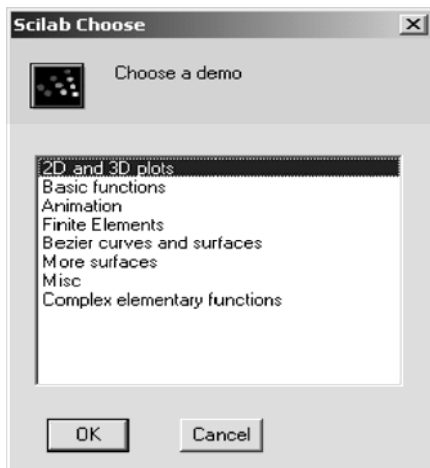 Scilab Choose
Choose a demo
2D and 3D plots
Basic functions
Animation
Finite Elements
Bezier curves and surfaces
More surfaces
Misc
Complex elementary functions
OK
Cancel